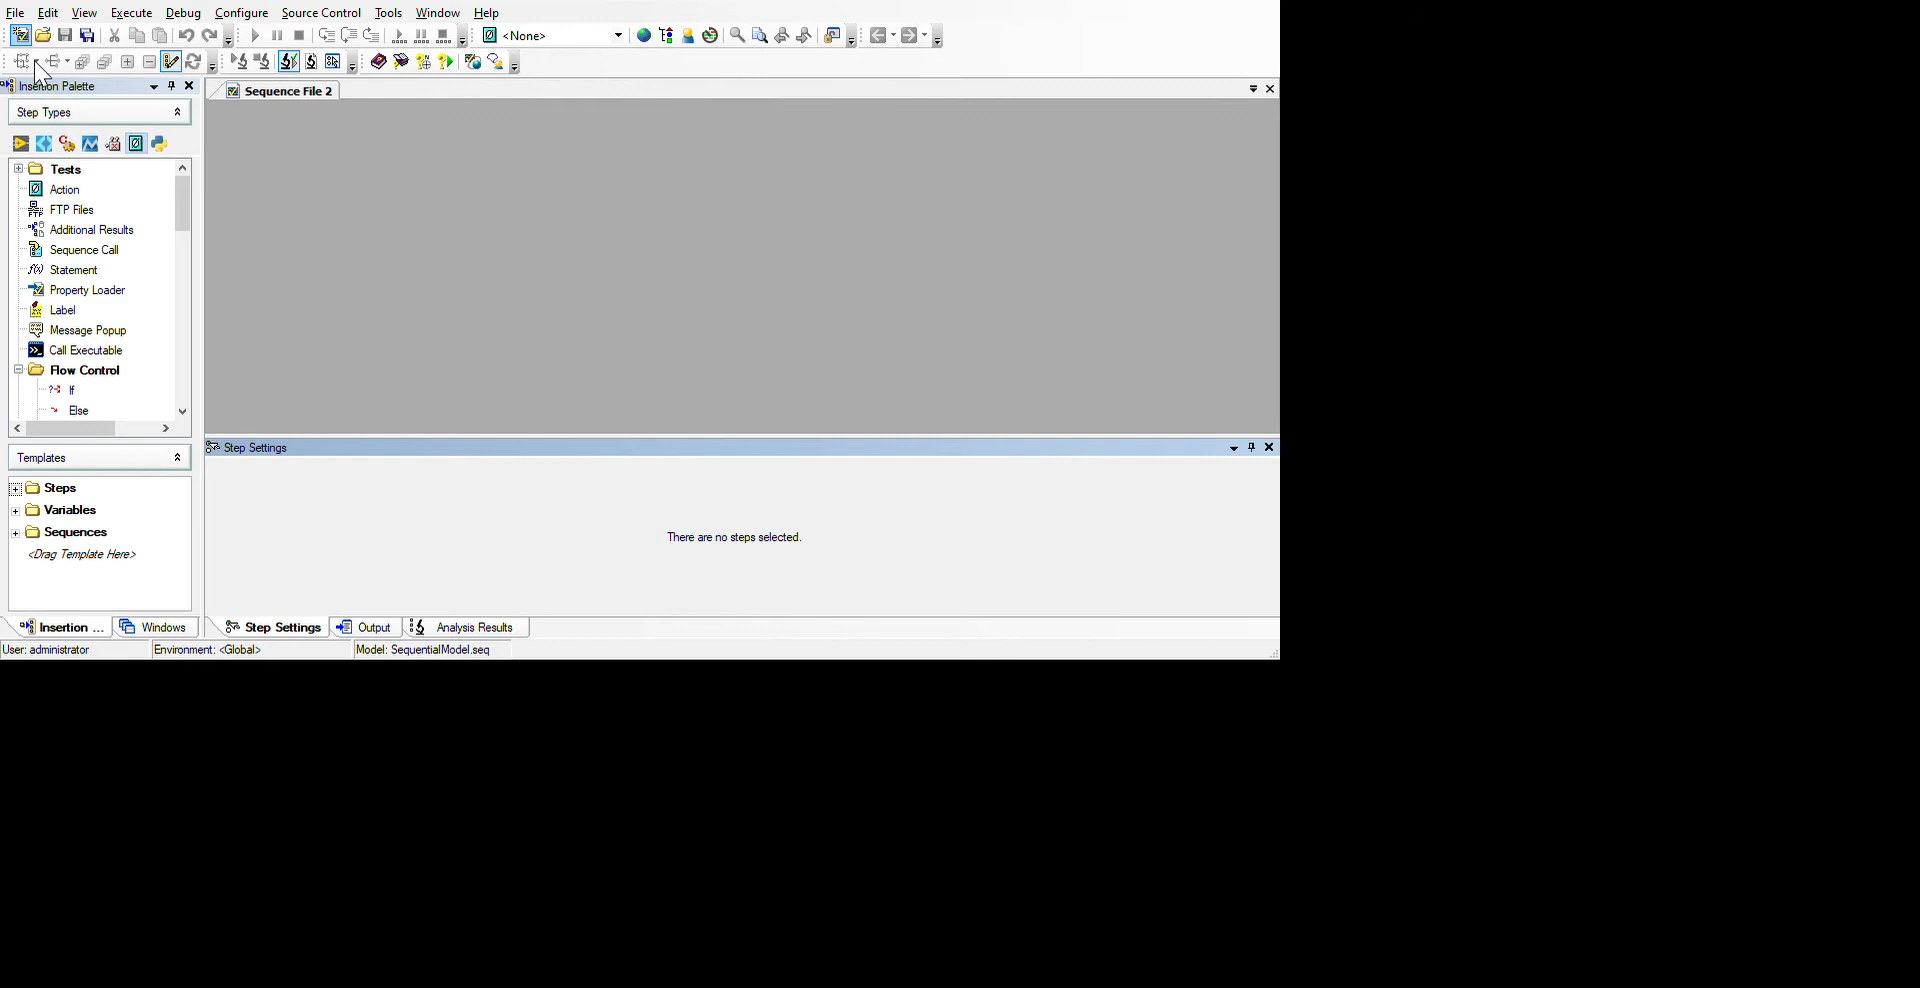 File Edit View Execute Debug Configure Source Control Tools Window Help
<None>
Insertion Palette
Sequence File 2
Step Types
Tests
Action
FTP Files
Additional Results
Sequence Call
Statement
Property Loader
Label
Message Popup
Call Executable
Flow Control
If
Else
Templates
Steps
Variables
Sequences
<Drag Template Here>
Step Settings
There are no steps selected.
Insertion ... Windows
Step Settings Output Analysis Results
User: administrator Environment: <Global> Model: SequentialModel.seq